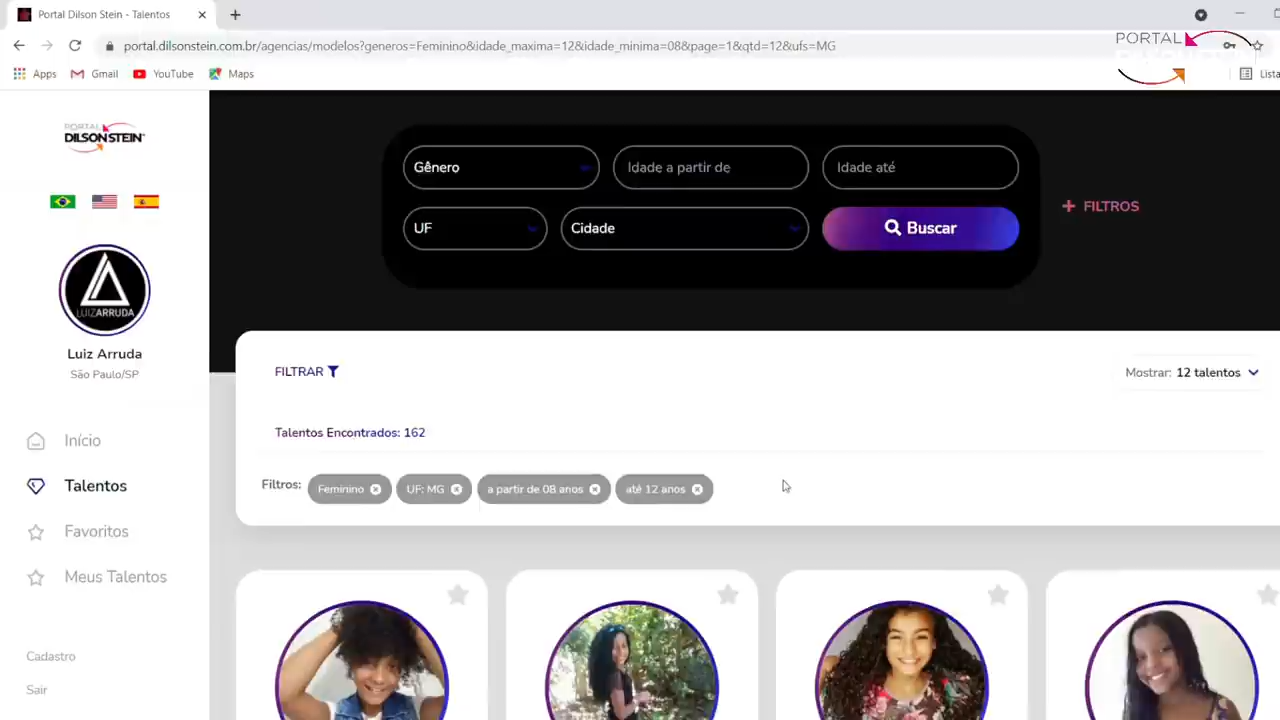 Portal Dilson Stein - Talentos
portal.dilsonstein.com.br/agencias/modelos?generos=Feminino&idade_maxima=12&idade_minima=08&page=1&qtd=12&ufs=MG
PORTAL
Apps
Gmail
YouTube
Maps
Lista
PORTAL
DILSON STEIN
Gênero
Idade a partir de
Idade até
UF
Cidade
Buscar
+ FILTROS
LUIZARRUDA
Luiz Arruda
São Paulo/SP
FILTRAR
Mostrar: 12 talentos
Talentos Encontrados: 162
Filtros:
Feminino
UF: MG
a partir de 08 anos
até 12 anos
Início
Talentos
Favoritos
Meus Talentos
Cadastro
Sair